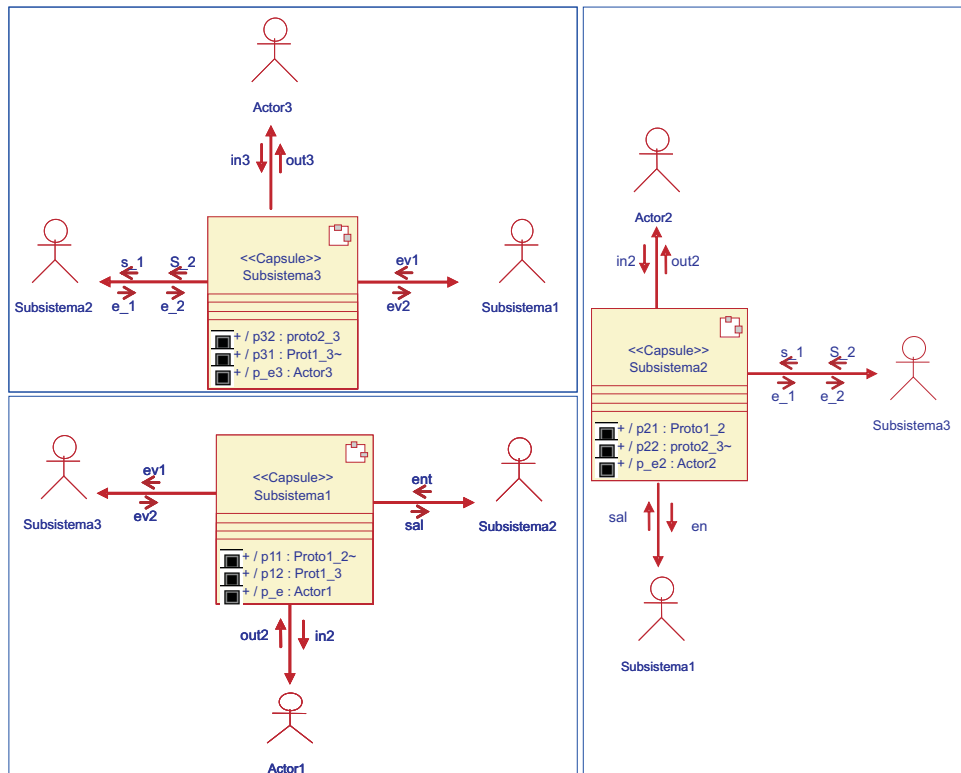 Actor3
in3
out3
Subsistema2
s_1
S_2
e_1
e_2
<<Capsule>>
Subsistema3
+ / p32 : proto2_3
+ / p31 : Prot1_3~
+ / p_e3 : Actor3
ev1
ev2
Subsistema1
Subsistema3
ev1
ev2
<<Capsule>>
Subsistema1
+ / p11 : Proto1_2~
+ / p12 : Prot1_3
+ / p_e : Actor1
ent
sal
Subsistema2
out2
in2
Actor1
Actor2
in2
out2
<<Capsule>>
Subsistema2
+ / p21 : Proto1_2
+ / p22 : proto2_3~
+ / p_e2 : Actor2
s_1
S_2
e_1
e_2
Subsistema3
sal
en
Subsistema1